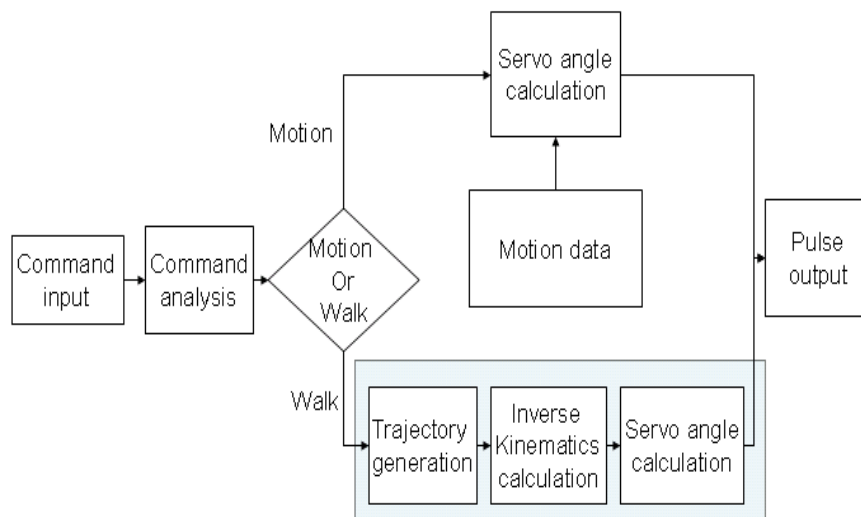 Servo angle
calculation
Motion
Motion data
Command
input
Command
analysis
Motion
Or
Walk
Pulse
output
Walk
Trajectory
generation
Inverse
Kinematics
calculation
Servo angle
calculation